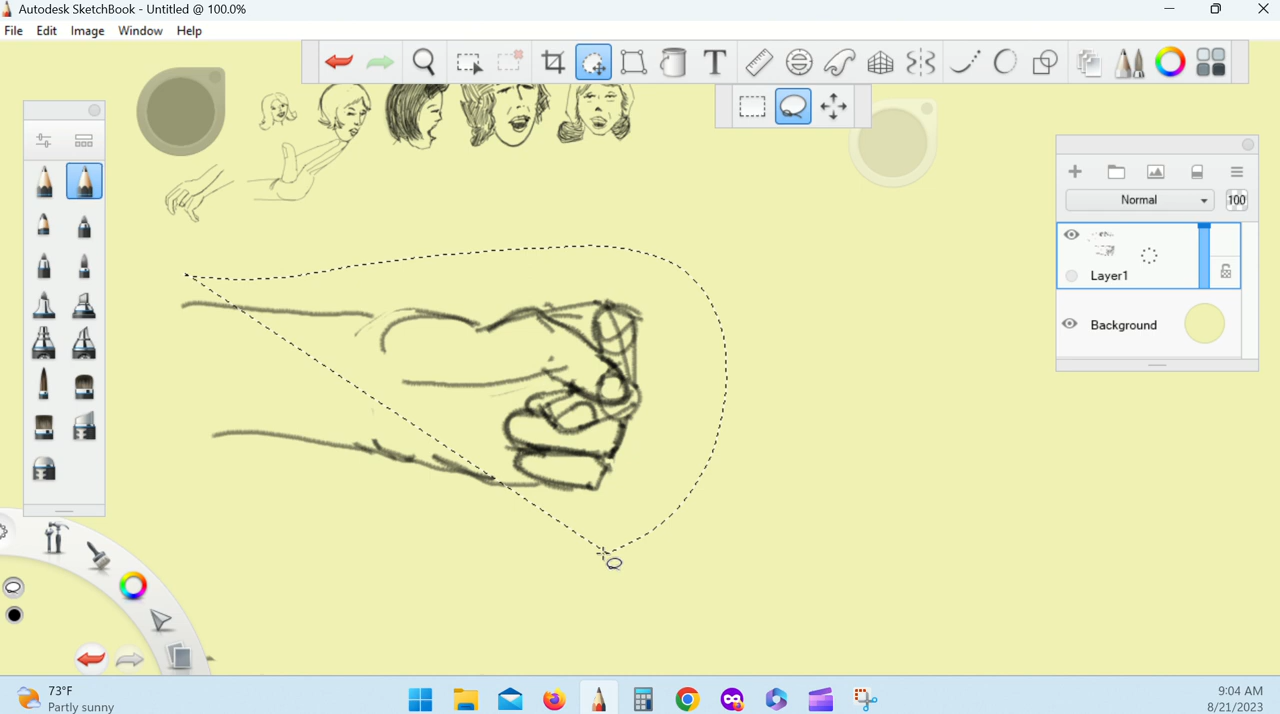 Autodesk SketchBook - Untitled @ 100.0%
File Edit Image Window Help
T
Normal 100
Layer1
Background
73°F
Partly sunny
9:04 AM
8/21/2023